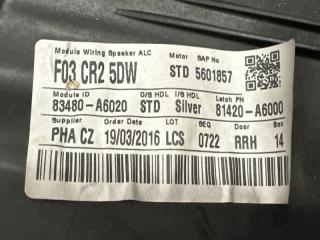 Module Wiring Speaker ALC Motor SAP No
F03 CR2 5DW STD 5601857
Module ID O/S HDL I/S HDL Latch PN
83480-A6020 STD Silver 81420-A6000
Supplier Order Date LOT SEQ Door Box
PHA CZ 19/03/2016 LCS 0722 RRH 14